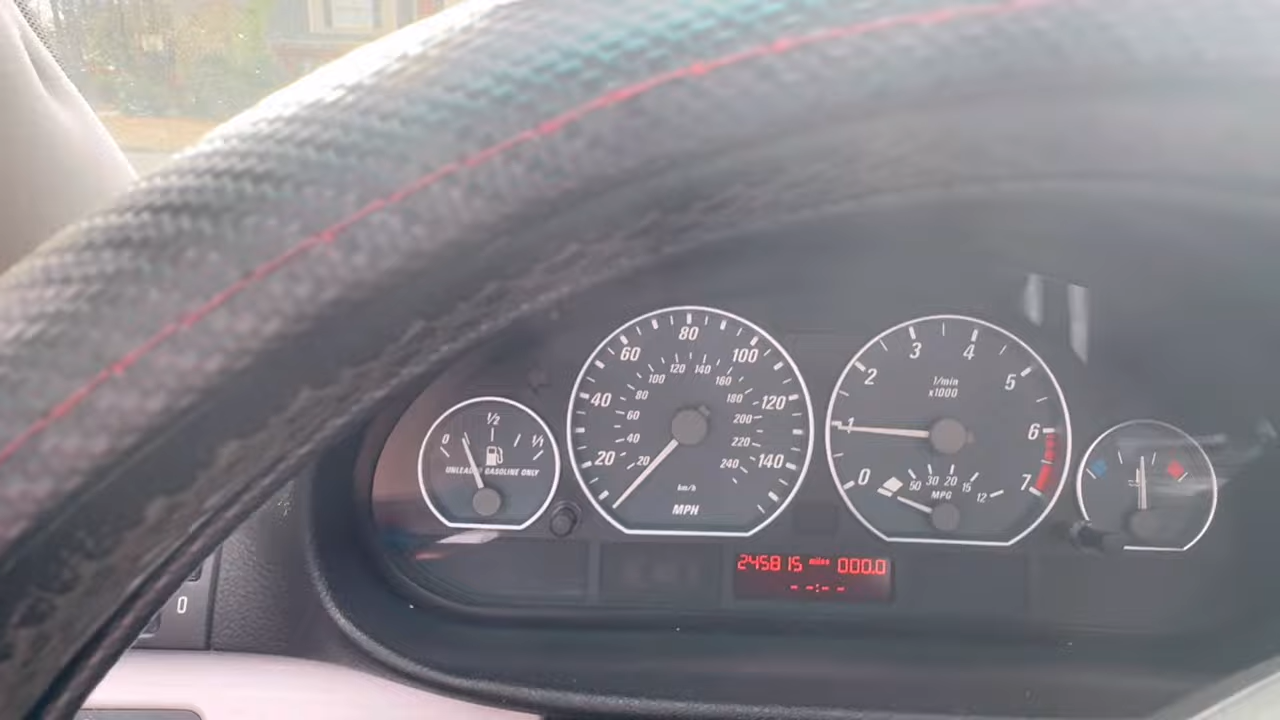 0 1/2 1/1
UNLEADED GASOLINE ONLY
20 40 60 80 100 120 140
20 40 60 80 100 120 140 160 180 200 220 240
km/h
MPH
0 1 2 3 4 5 6 7
1/min
x1000
50 30 20 15 12
MPG
245815 miles 000.0
--:--
0